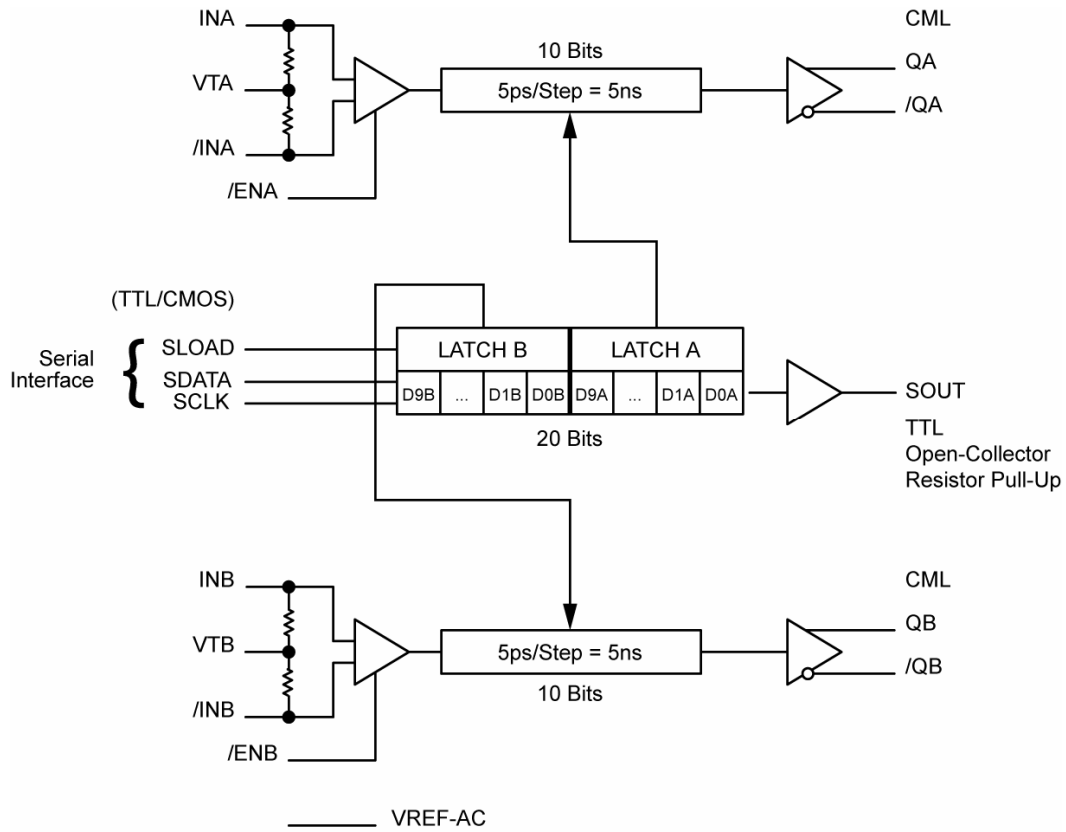 INA
CML
10 Bits
QA
VTA
5ps/Step = 5ns
/QA
/INA
/ENA
(TTL/CMOS)
Serial
Interface
{
SLOAD
LATCH B
LATCH A
SDATA
SCLK
D9B
...
D1B
D0B
D9A
...
D1A
D0A
SOUT
20 Bits
TTL
Open-Collector
Resistor Pull-Up
INB
CML
QB
VTB
5ps/Step = 5ns
/QB
10 Bits
/INB
/ENB
VREF-AC